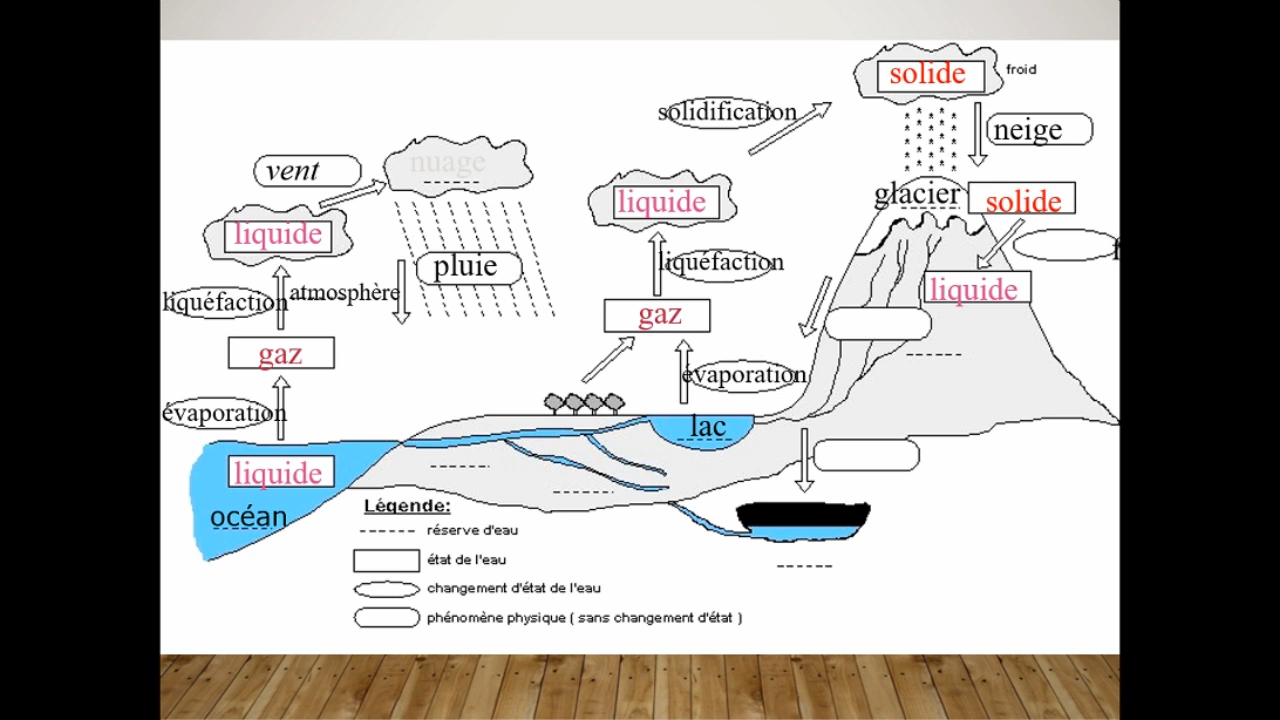 solide
froid
solidification
neige
nuage
vent
liquide
glacier
solide
liquide
pluie
liquéfaction
liquéfaction
atmosphère
liquide
gaz
gaz
évaporation
évaporation
lac
liquide
océan
Légende:
réserve d'eau
état de l'eau
changement d'état de l'eau
phénomène physique ( sans changement d'état )